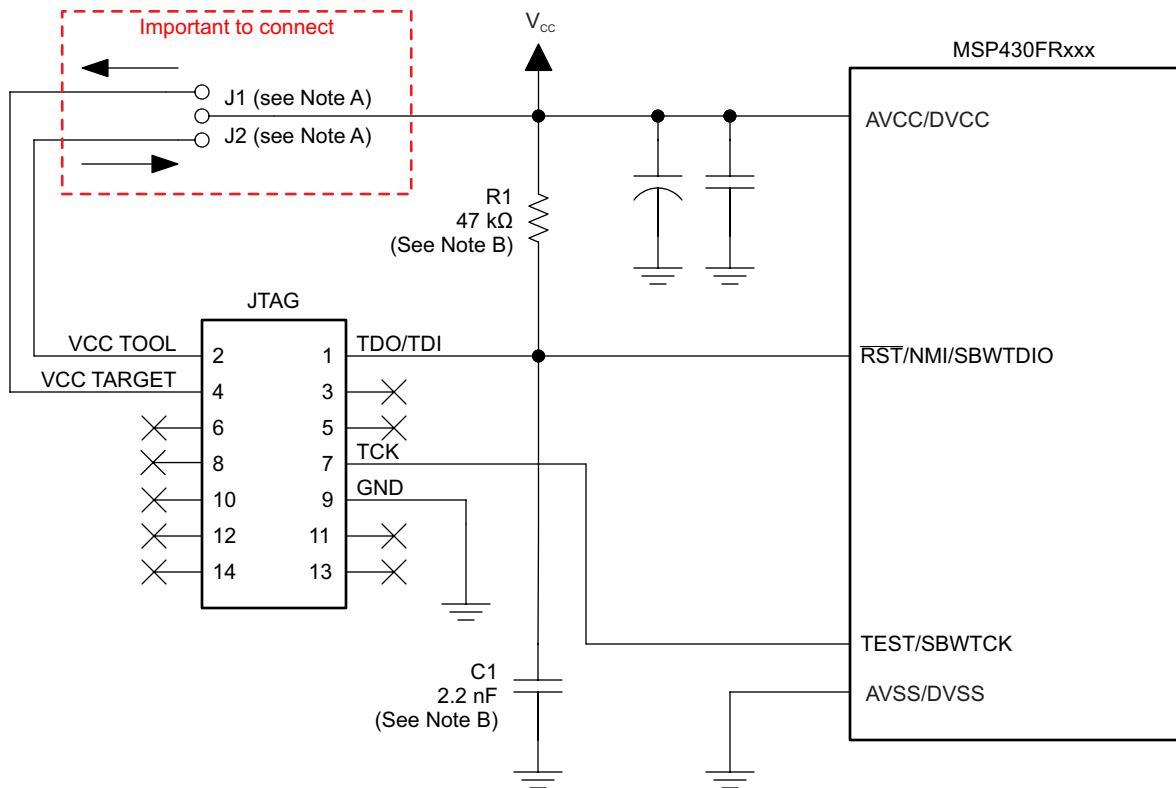 Important to connect
V_CC
MSP430FRxxx
J1 (see Note A)
J2 (see Note A)
AVCC/DVCC
R1
47 kΩ
(See Note B)
JTAG
VCC TOOL
2
1
TDO/TDI
R̅S̅T̅/NMI/SBWTDIO
VCC TARGET
4
3
6
5
8
7
TCK
10
9
GND
12
11
14
13
TEST/SBWTCK
C1
2.2 nF
(See Note B)
AVSS/DVSS